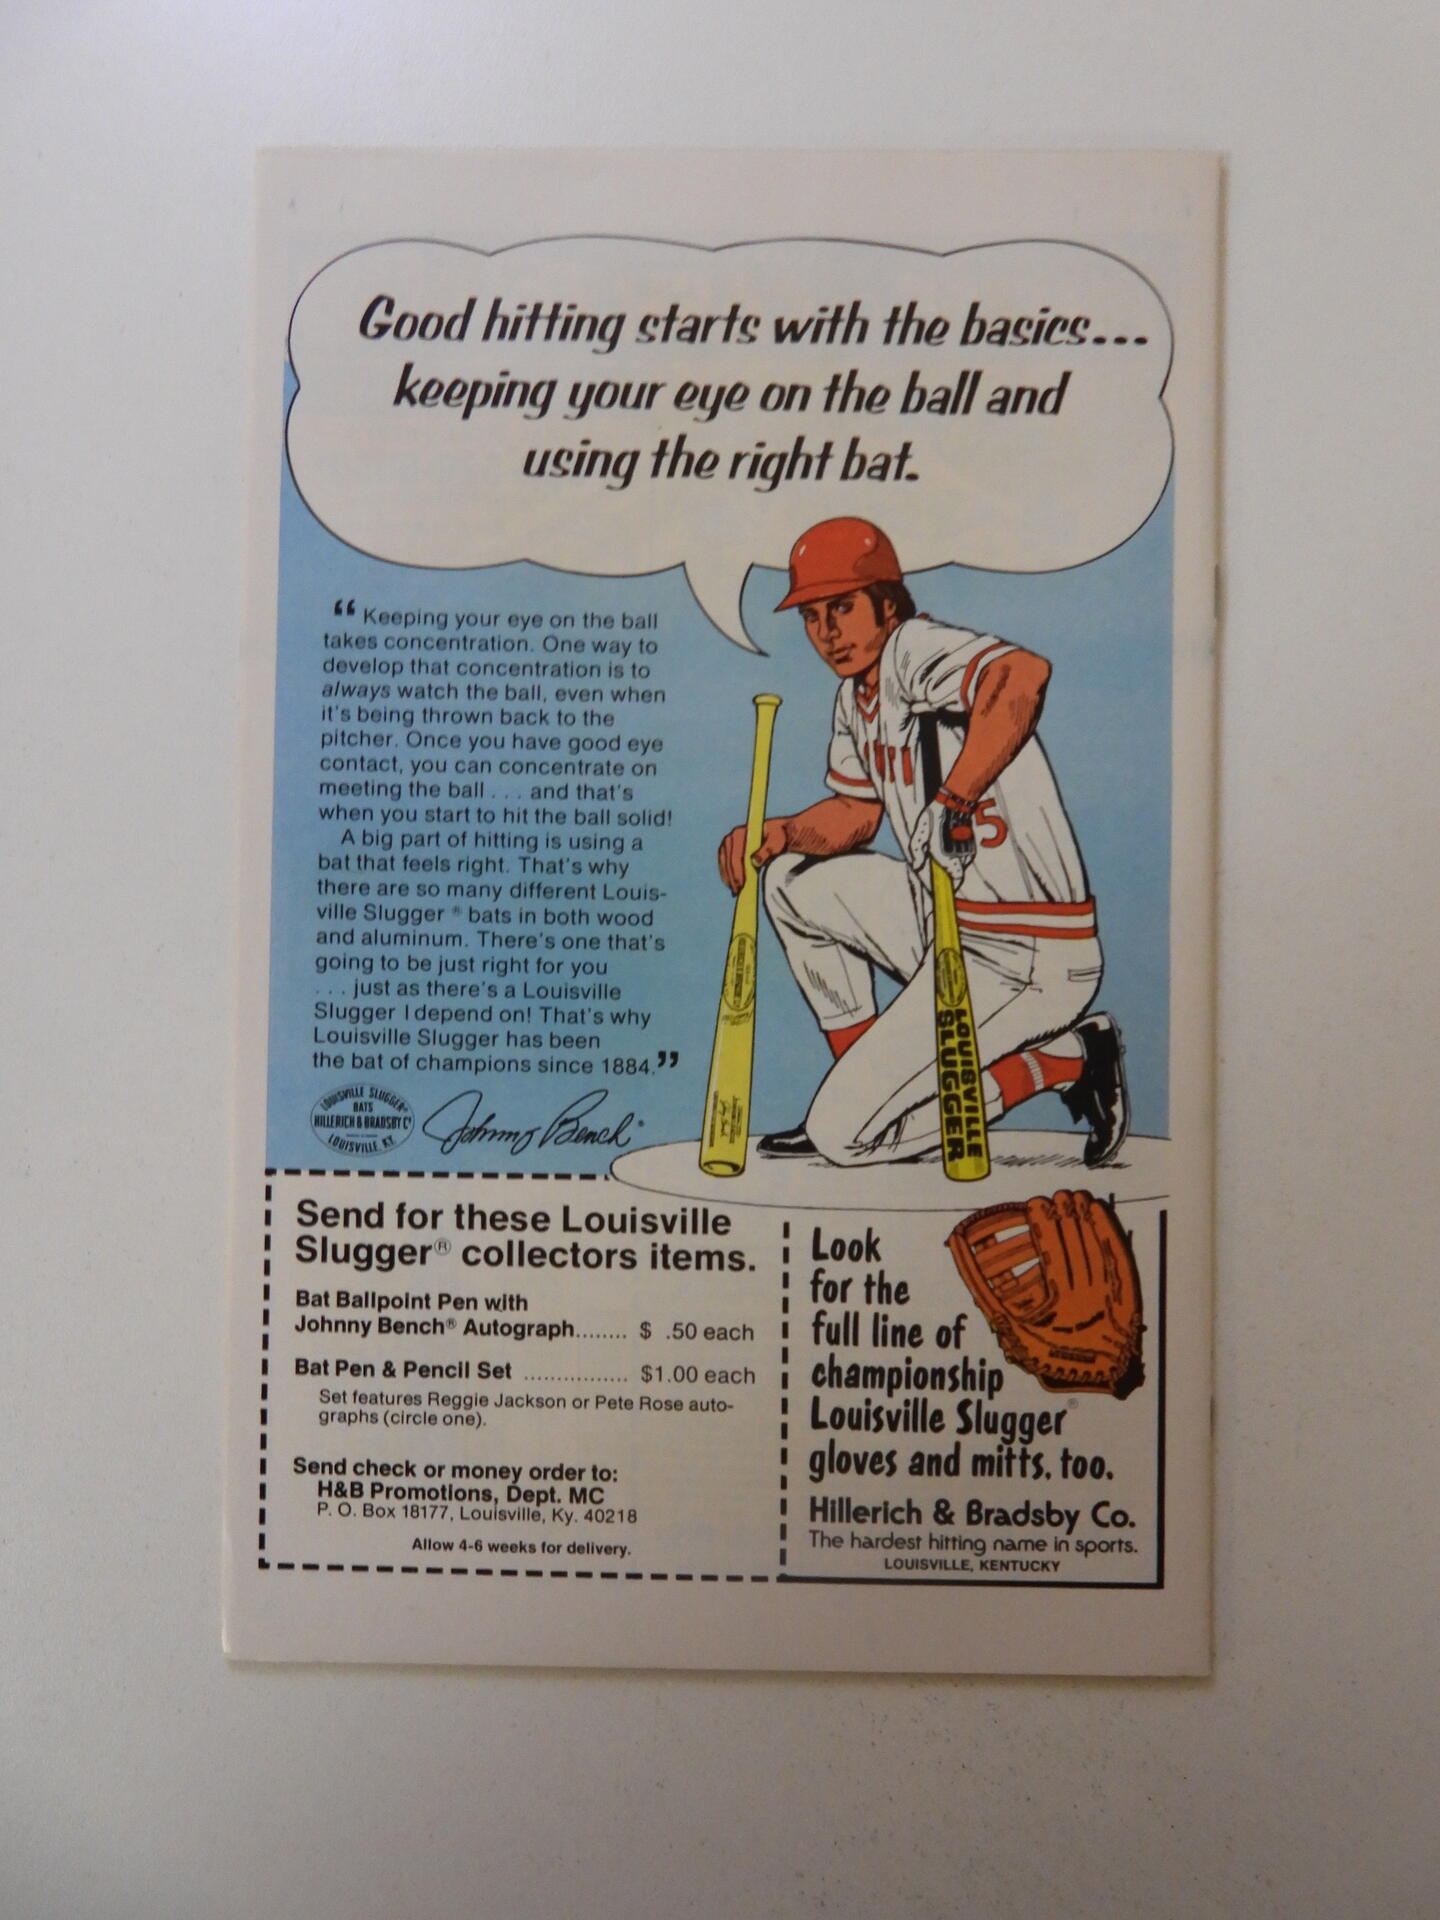 Good hitting starts with the basics...
keeping your eye on the ball and
using the right bat.
“ Keeping your eye on the ball
takes concentration. One way to
develop that concentration is to
always watch the ball, even when
it's being thrown back to the
pitcher. Once you have good eye
contact, you can concentrate on
meeting the ball . . . and that's
when you start to hit the ball solid!
A big part of hitting is using a
bat that feels right. That's why
there are so many different Louis-
ville Slugger ® bats in both wood
and aluminum. There's one that's
going to be just right for you
. . . just as there's a Louisville
Slugger I depend on! That's why
Louisville Slugger has been
the bat of champions since 1884.”
LOUISVILLE SLUGGER®
BATS
HILLERICH & BRADSBY Cº
LOUISVILLE, KY.
Johnny Bench®
5
LOUISVILLE
SLUGGER
Send for these Louisville
Slugger® collectors items.
Bat Ballpoint Pen with
Johnny Bench® Autograph........ $ .50 each
Bat Pen & Pencil Set ................ $1.00 each
Set features Reggie Jackson or Pete Rose auto-
graphs (circle one).
Send check or money order to:
H&B Promotions, Dept. MC
P. O. Box 18177, Louisville, Ky. 40218
Allow 4-6 weeks for delivery.
Look
for the
full line of
championship
Louisville Slugger®
gloves and mitts, too.
Hillerich & Bradsby Co.
The hardest hitting name in sports.
LOUISVILLE, KENTUCKY